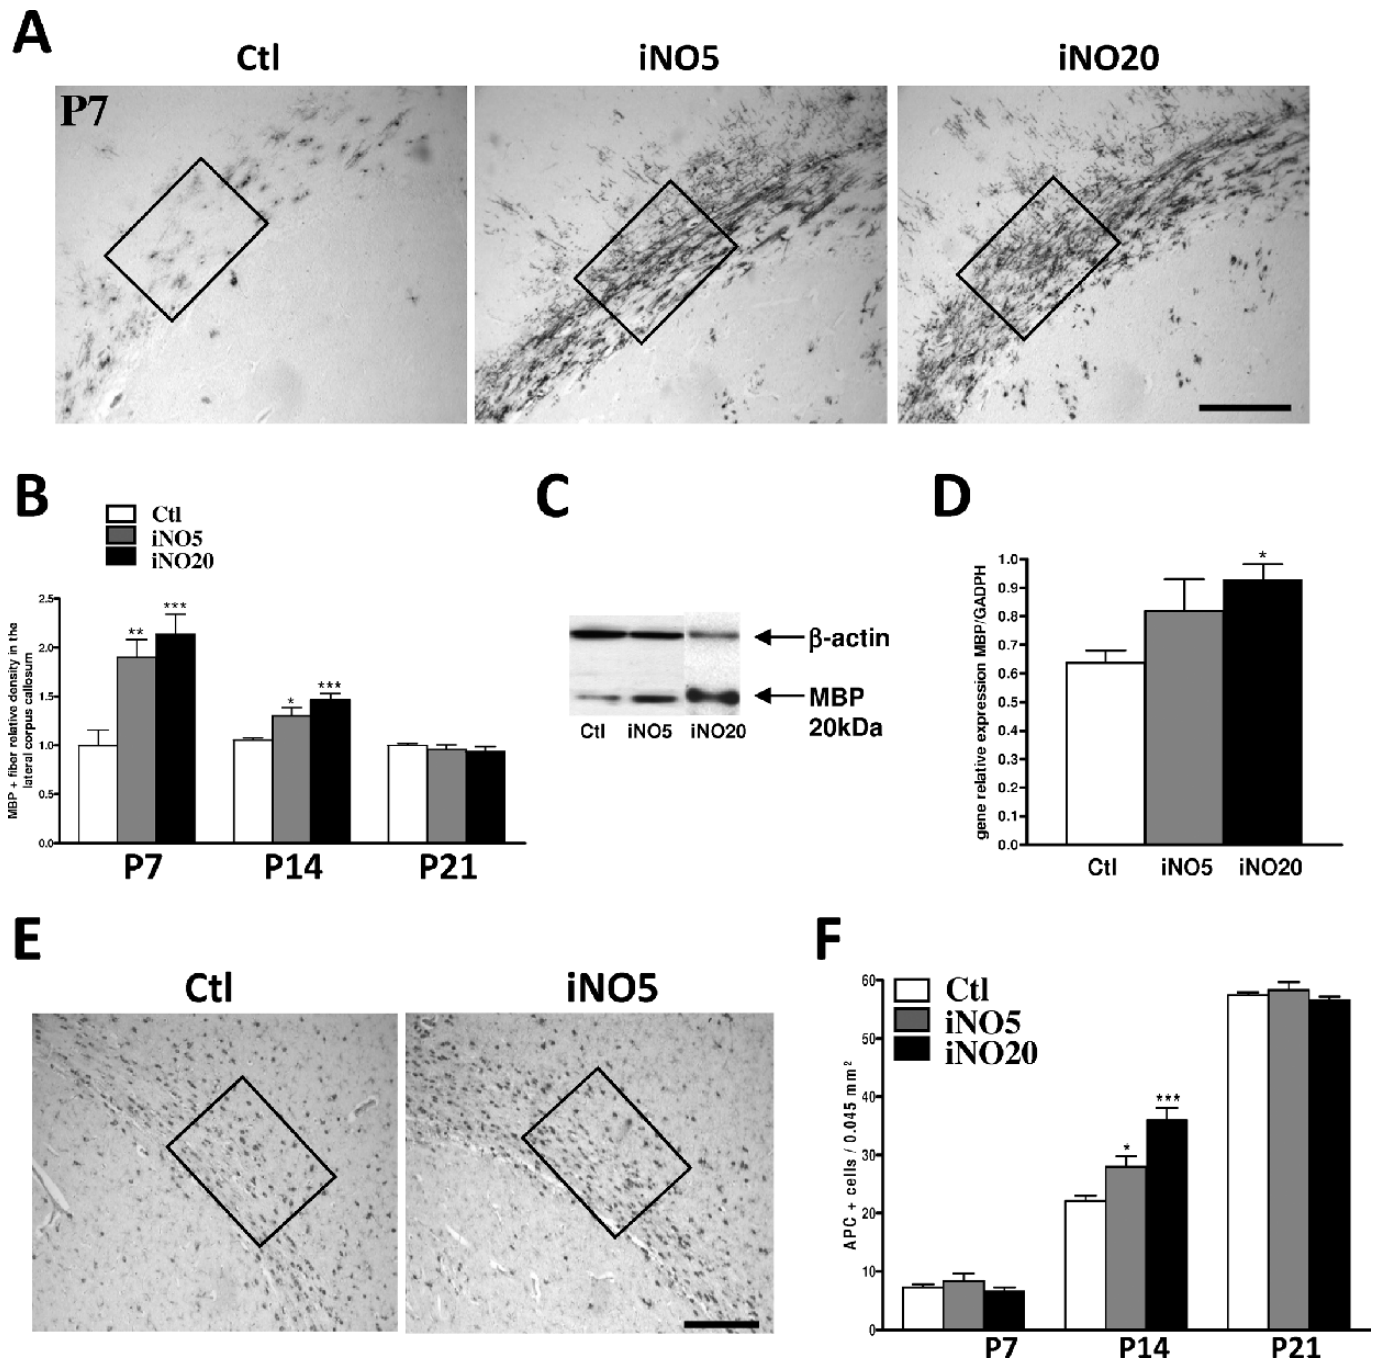 A
Ctl
iNO5
iNO20
P7
B
Ctl
iNO5
iNO20
MBP + fiber relative density in the
lateral corpus callosum
2.5
2.0
1.5
1.0
0.5
0.0
**
***
*
***
P7
P14
P21
C
β-actin
MBP
20kDa
Ctl
iNO5
iNO20
D
gene relative expression MBP/GADPH
1.0
0.9
0.8
0.7
0.6
0.5
0.4
0.3
0.2
0.1
0.0
*
Ctl
iNO5
iNO20
E
Ctl
iNO5
F
Ctl
iNO5
iNO20
APC + cells / 0.045 mm²
60
50
40
30
20
10
0
*
***
P7
P14
P21